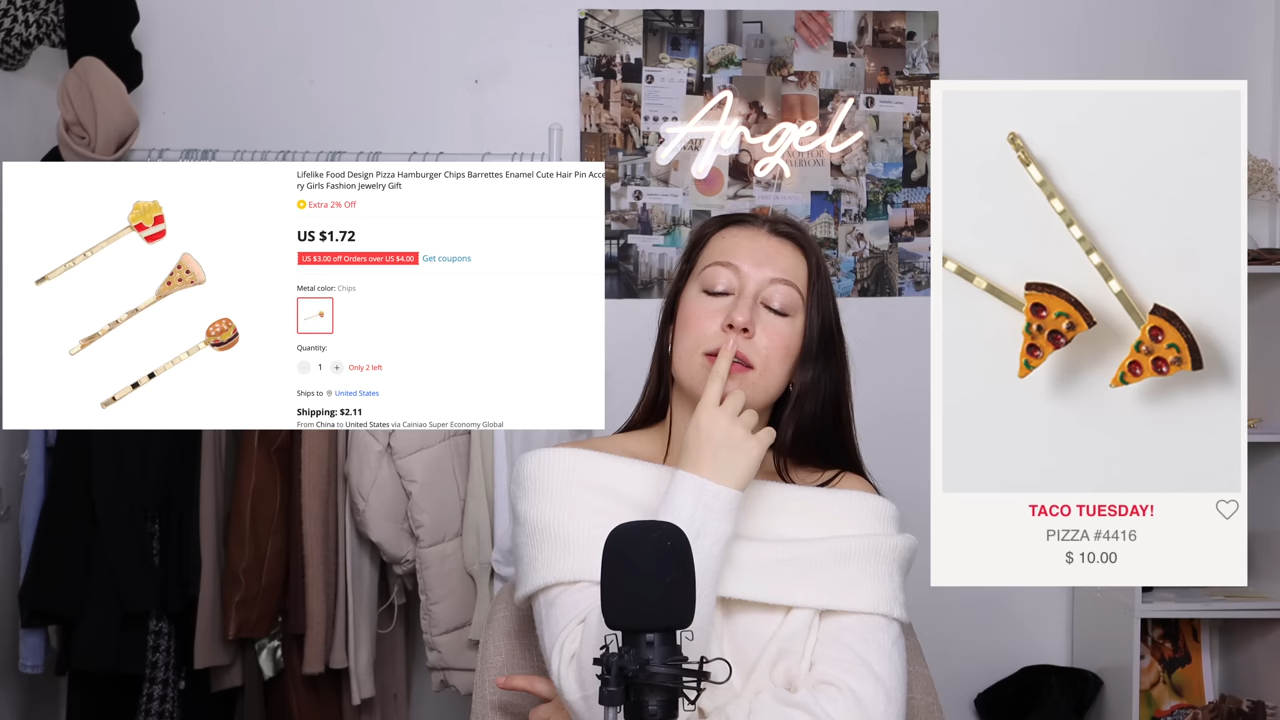 Angel
Lifelike Food Design Pizza Hamburger Chips Barrettes Enamel Cute Hair Pin Acce
ry Girls Fashion Jewelry Gift
Extra 2% Off
US $1.72
US $3.00 off Orders over US $4.00 Get coupons
Metal color: Chips
Quantity:
1 + Only 2 left
Ships to United States
Shipping: $2.11
From China to United States via Cainiao Super Economy Global
TACO TUESDAY!
PIZZA #4416
$ 10.00